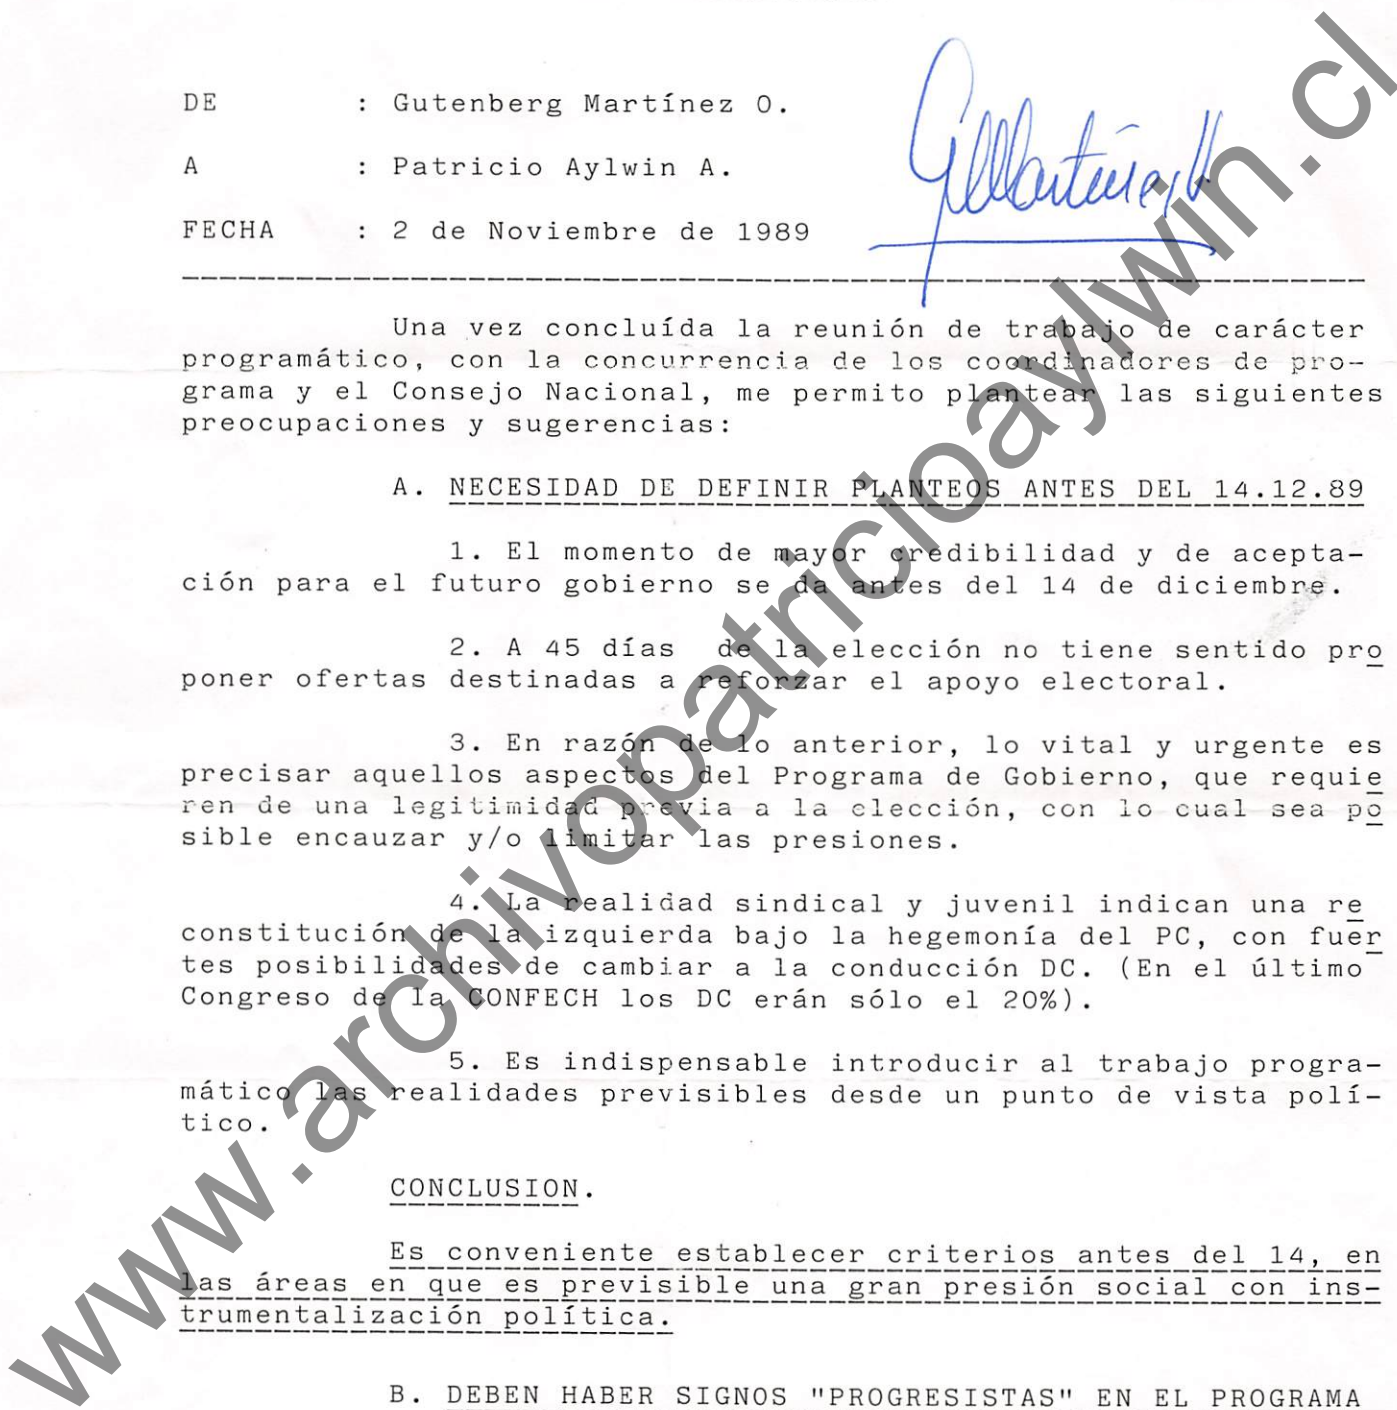 DE : Gutenberg Martínez O.
A : Patricio Aylwin A.
FECHA : 2 de Noviembre de 1989
Una vez concluída la reunión de trabajo de carácter
programático, con la concurrencia de los coordinadores de pro-
grama y el Consejo Nacional, me permito plantear las siguientes
preocupaciones y sugerencias:
A. NECESIDAD DE DEFINIR PLANTEOS ANTES DEL 14.12.89
1. El momento de mayor credibilidad y de acepta-
ción para el futuro gobierno se da antes del 14 de diciembre.
2. A 45 días de la elección no tiene sentido pro
poner ofertas destinadas a reforzar el apoyo electoral.
3. En razón de lo anterior, lo vital y urgente es
precisar aquellos aspectos del Programa de Gobierno, que requie
ren de una legitimidad previa a la elección, con lo cual sea po
sible encauzar y/o limitar las presiones.
4. La realidad sindical y juvenil indican una re
constitución de la izquierda bajo la hegemonía del PC, con fuer
tes posibilidades de cambiar a la conducción DC. (En el último
Congreso de la CONFECH los DC erán sólo el 20%).
5. Es indispensable introducir al trabajo progra-
mático las realidades previsibles desde un punto de vista polí-
tico.
CONCLUSION.
Es conveniente establecer criterios antes del 14, en
las áreas en que es previsible una gran presión social con ins-
trumentalización política.
B. DEBEN HABER SIGNOS "PROGRESISTAS" EN EL PROGRAMA
www.archivopatricioaylwin.cl